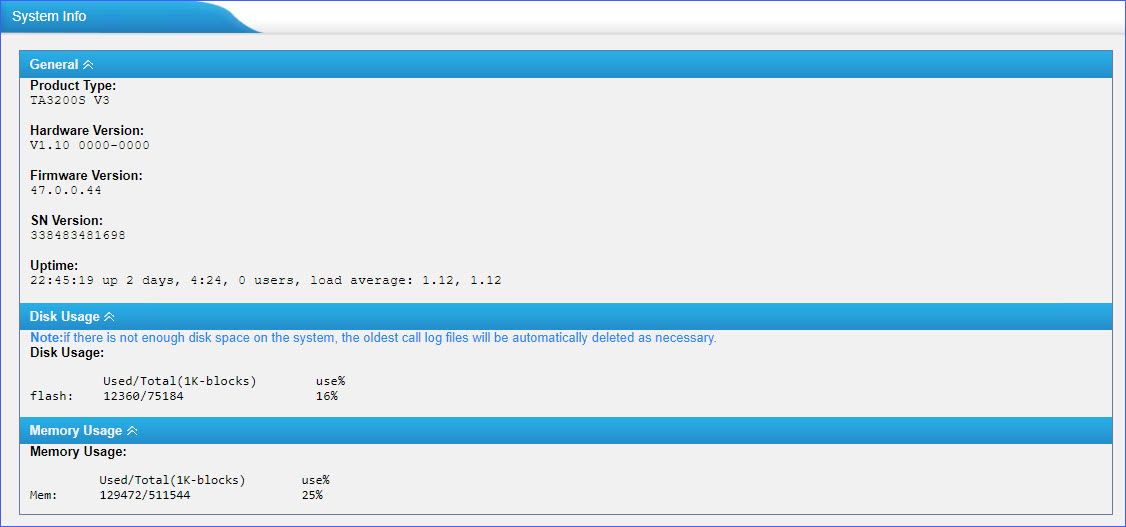 System Info
General
Product Type:
TA3200S V3
Hardware Version:
V1.10 0000-0000
Firmware Version:
47.0.0.44
SN Version:
338483481698
Uptime:
22:45:19 up 2 days, 4:24, 0 users, load average: 1.12, 1.12
Disk Usage
Note:if there is not enough disk space on the system, the oldest call log files will be automatically deleted as necessary.
Disk Usage:
Used/Total(1K-blocks) use%
flash: 12360/75184 16%
Memory Usage
Memory Usage:
Used/Total(1K-blocks) use%
Mem: 129472/511544 25%